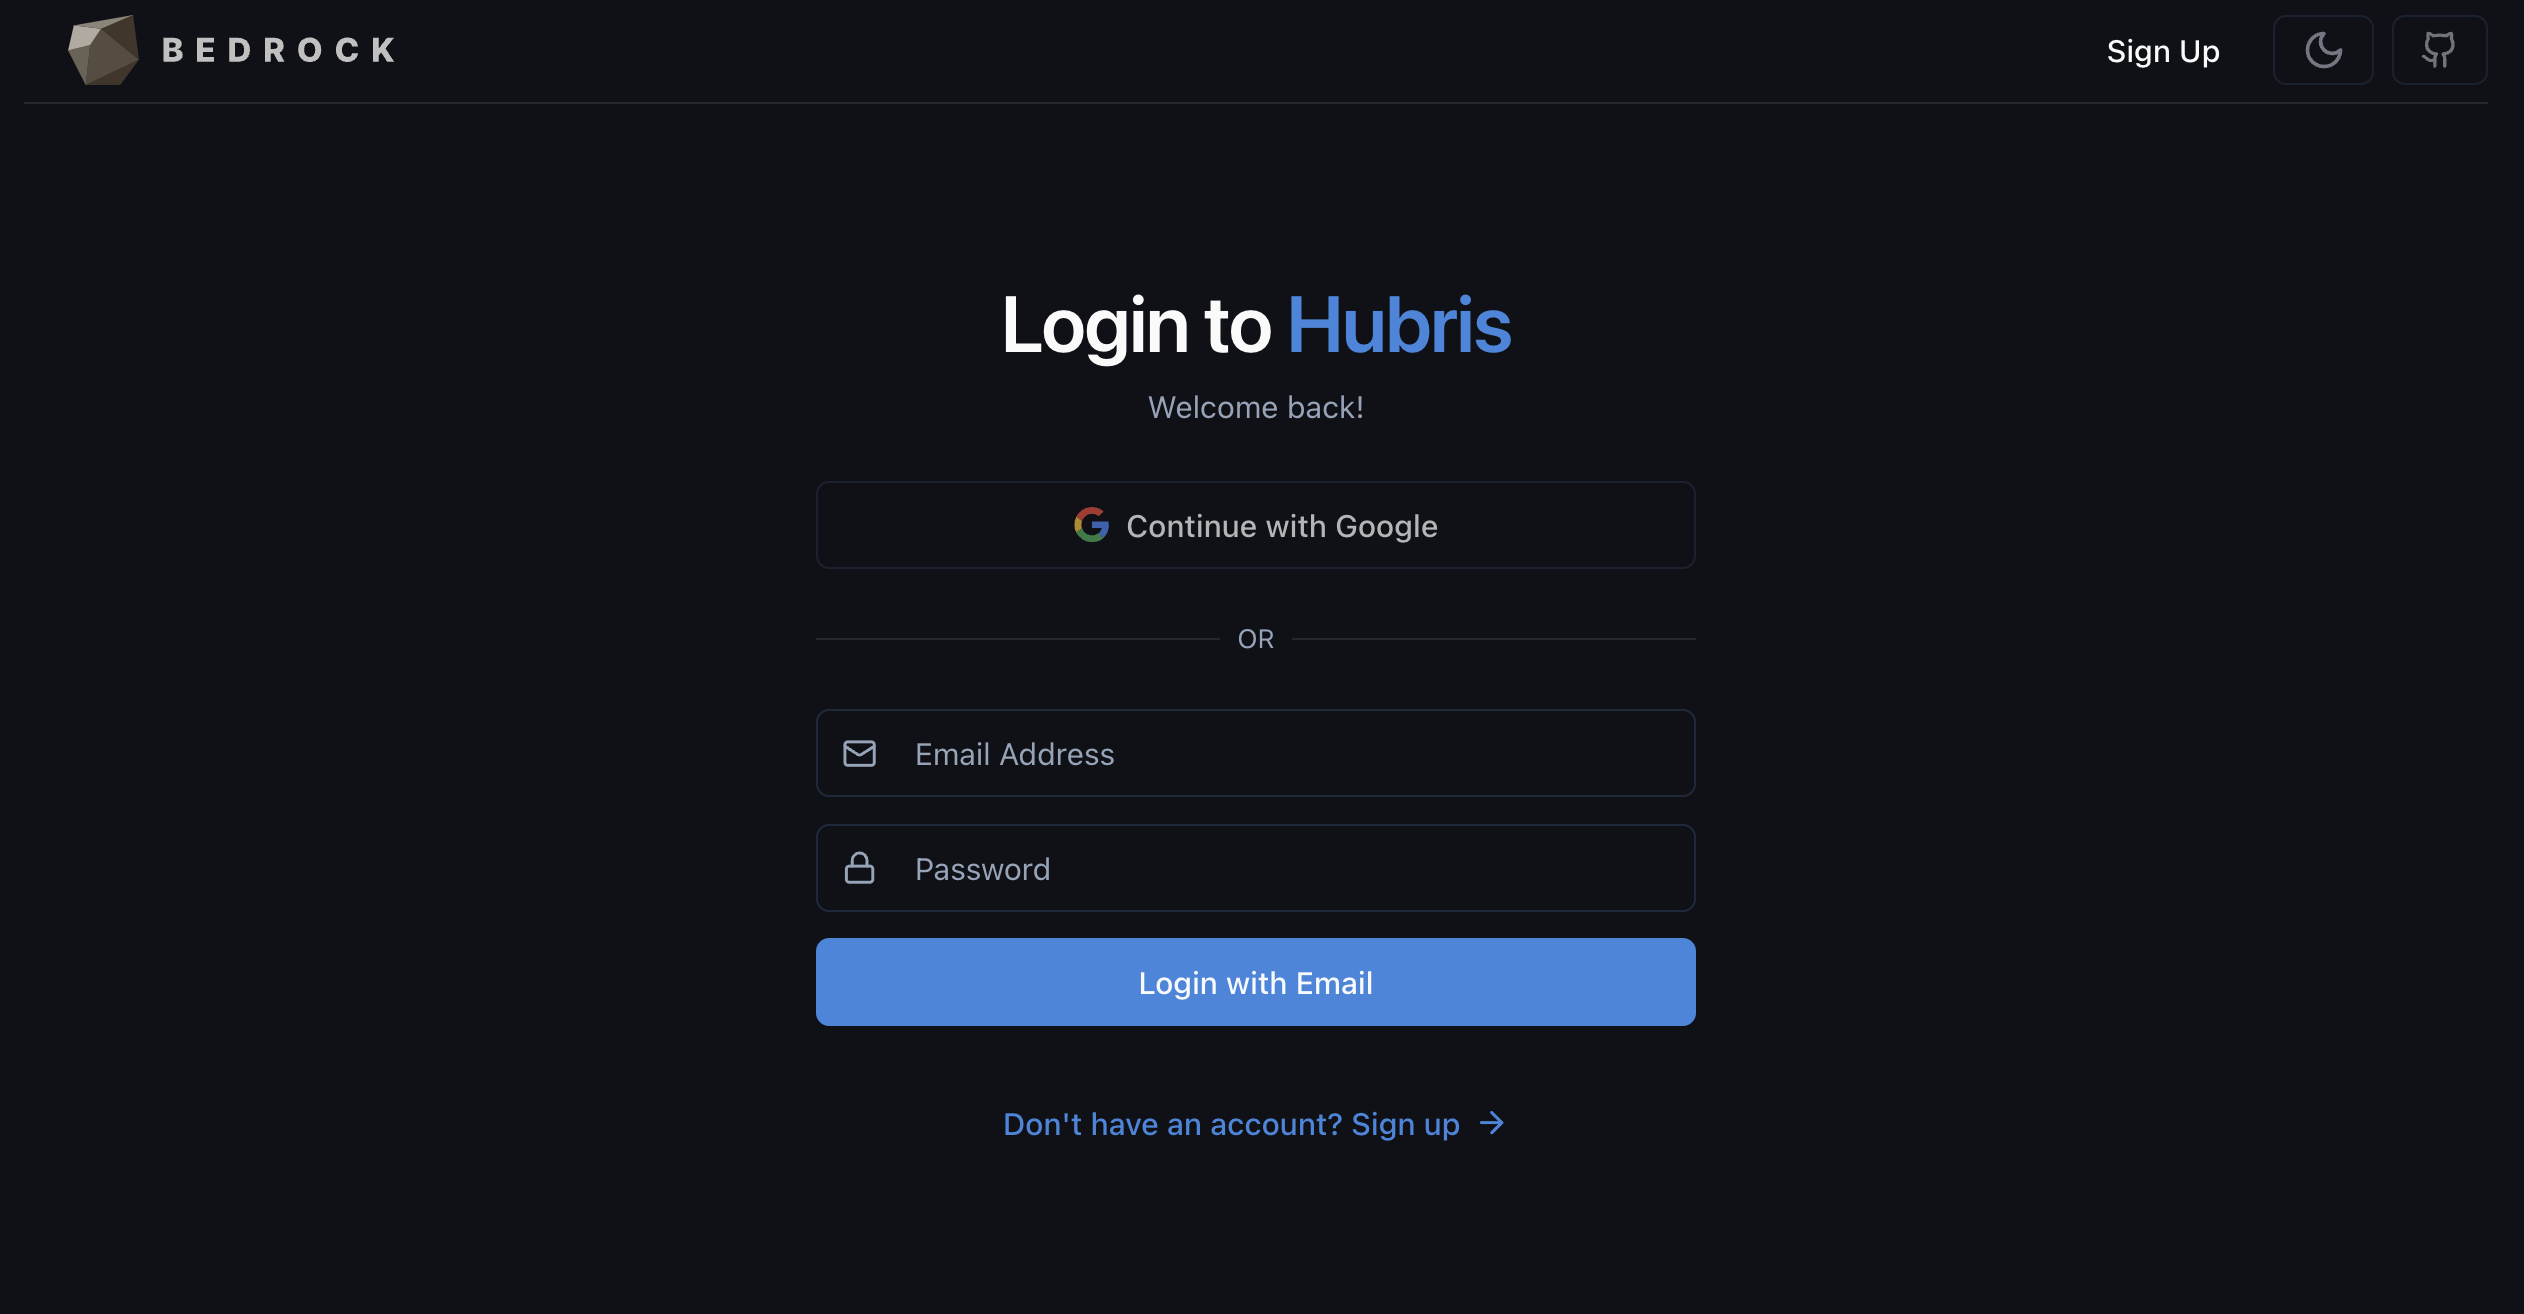 BEDROCK
Sign Up
Login to Hubris
Welcome back!
Continue with Google
OR
Email Address
Password
Login with Email
Don't have an account? Sign up